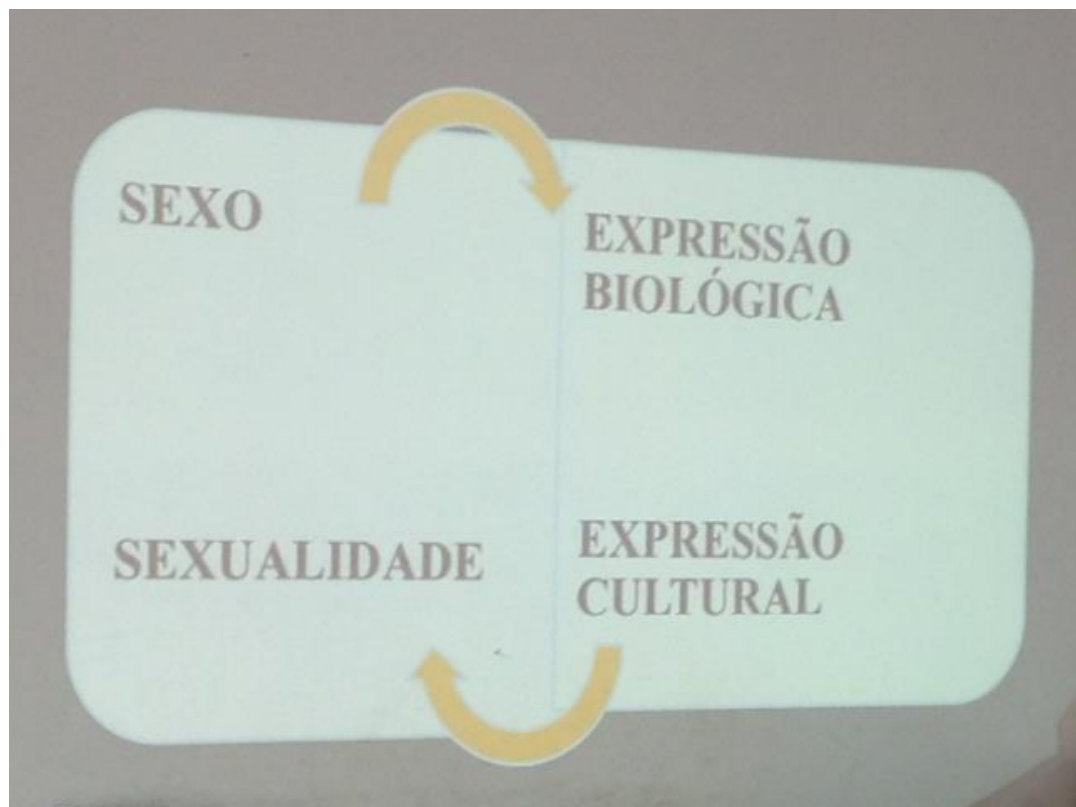 SEXO
EXPRESSÃO
BIOLÓGICA
SEXUALIDADE
EXPRESSÃO
CULTURAL